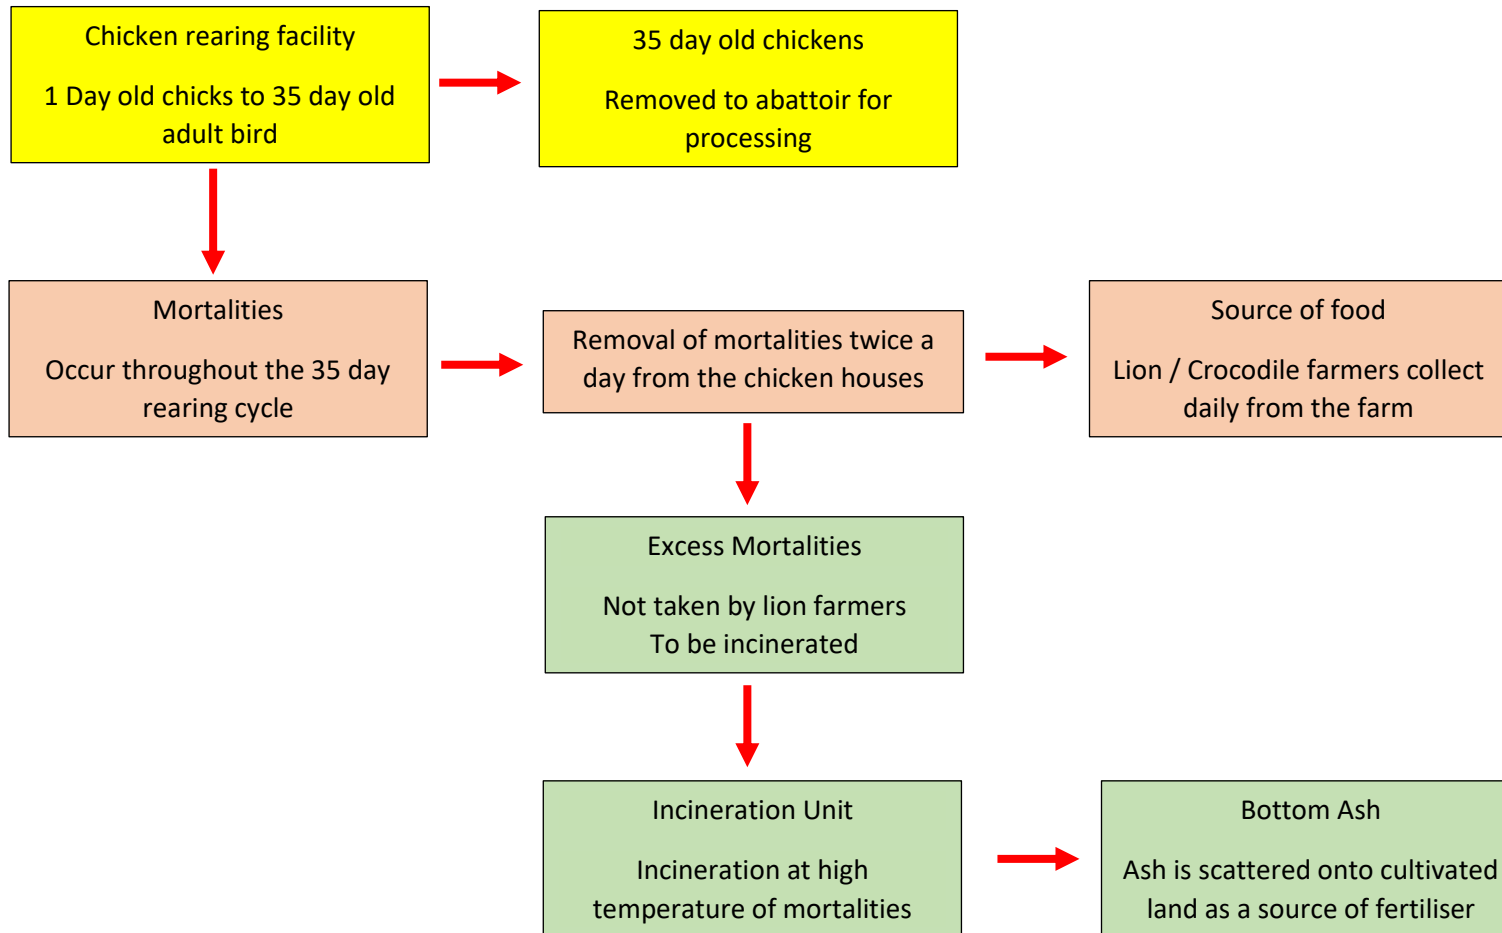 Chicken rearing facility
1 Day old chicks to 35 day old
adult bird
35 day old chickens
Removed to abattoir for
processing
Mortalities
Occur throughout the 35 day
rearing cycle
Removal of mortalities twice a
day from the chicken houses
Source of food
Lion / Crocodile farmers collect
daily from the farm
Excess Mortalities
Not taken by lion farmers
To be incinerated
Incineration Unit
Incineration at high
temperature of mortalities
Bottom Ash
Ash is scattered onto cultivated
land as a source of fertiliser